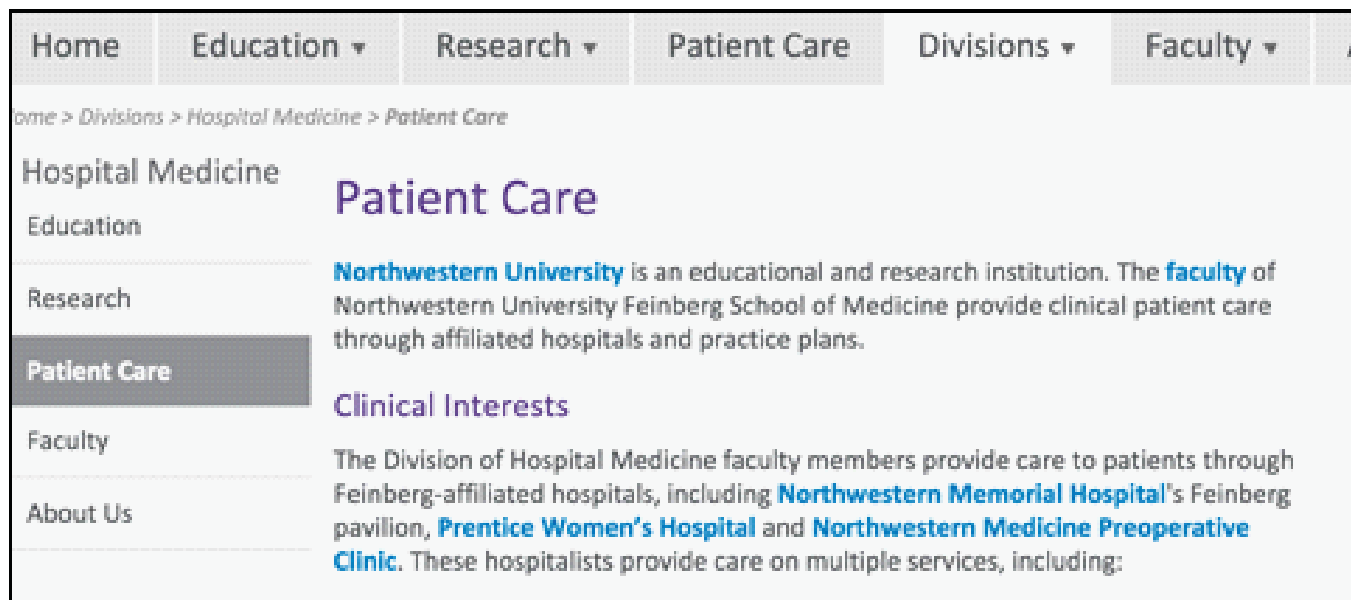 Home Education ▾ Research ▾ Patient Care Divisions ▾ Faculty ▾
ome > Divisions > Hospital Medicine > Patient Care
Hospital Medicine
Education
Research
Patient Care
Faculty
About Us
Patient Care
Northwestern University is an educational and research institution. The faculty of
Northwestern University Feinberg School of Medicine provide clinical patient care
through affiliated hospitals and practice plans.
Clinical Interests
The Division of Hospital Medicine faculty members provide care to patients through
Feinberg-affiliated hospitals, including Northwestern Memorial Hospital's Feinberg
pavilion, Prentice Women’s Hospital and Northwestern Medicine Preoperative
Clinic. These hospitalists provide care on multiple services, including: